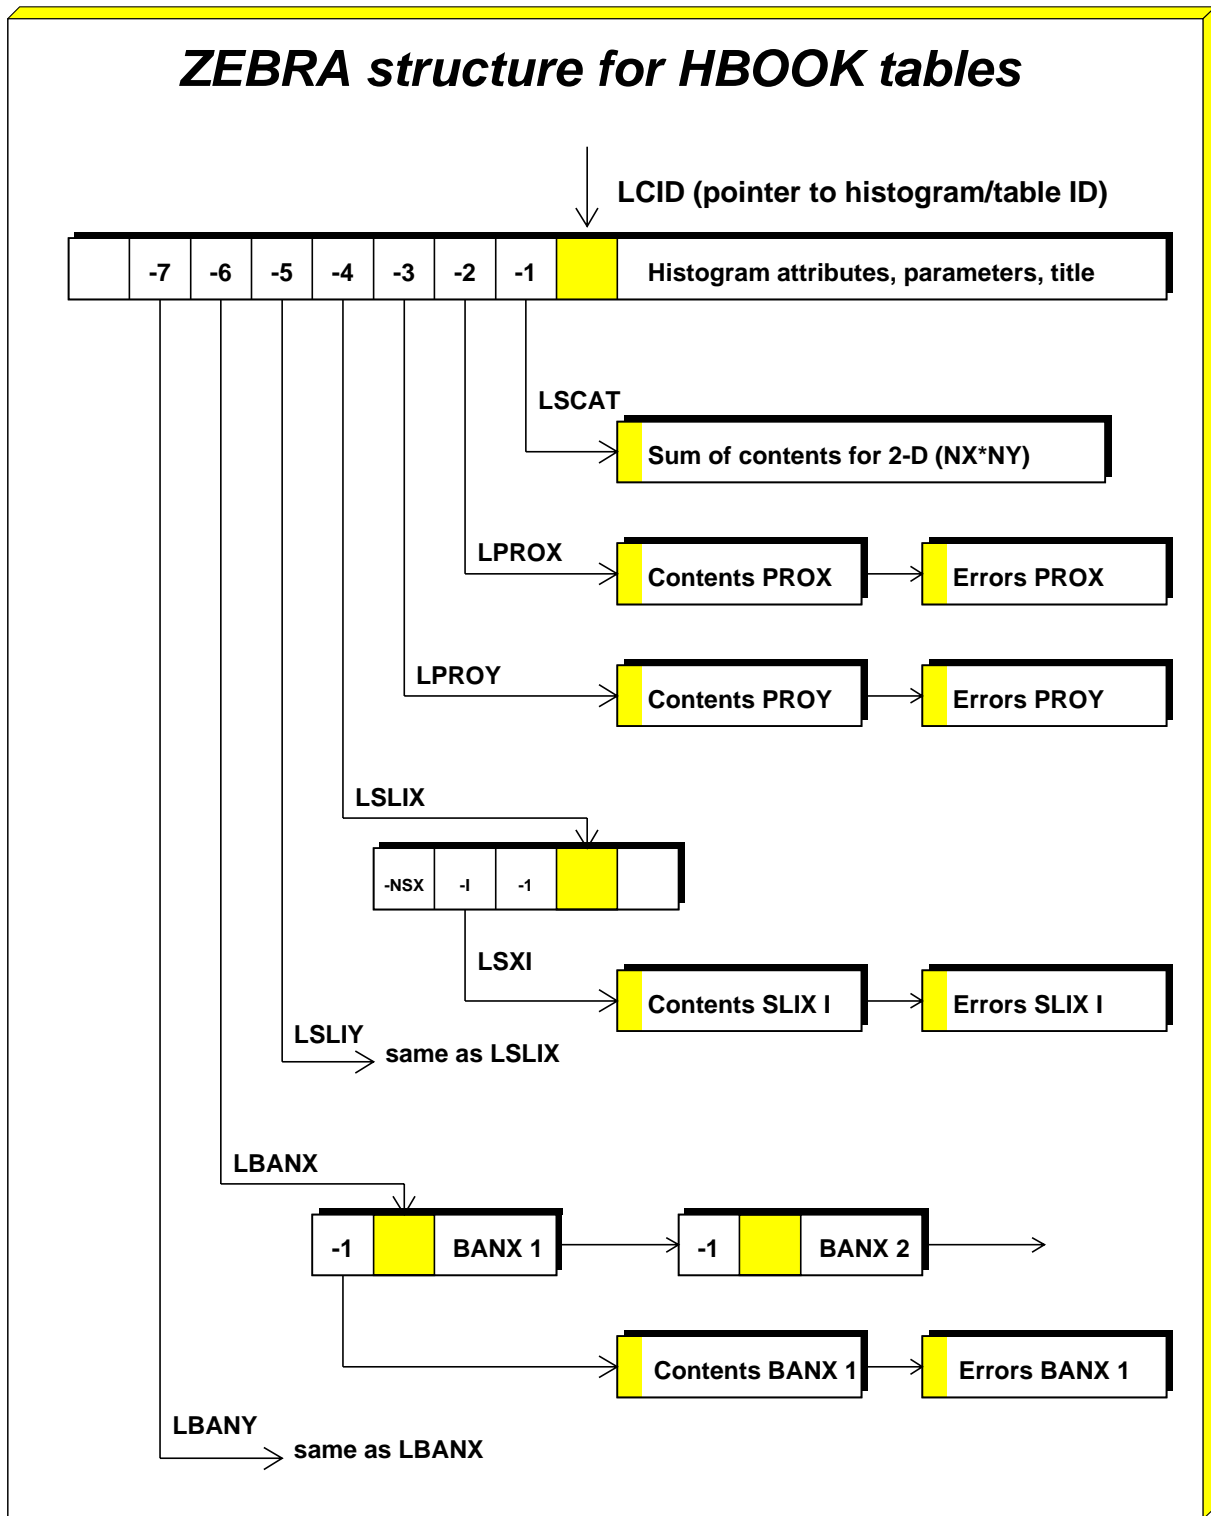 ZEBRA structure for HBOOK tables
LCID (pointer to histogram/table ID)
-7 -6 -5 -4 -3 -2 -1 Histogram attributes, parameters, title
LSCAT
Sum of contents for 2-D (NX*NY)
LPROX
Contents PROX Errors PROX
LPROY
Contents PROY Errors PROY
LSLIX
-NSX -I -1
LSXI
Contents SLIX I Errors SLIX I
LSLIY
same as LSLIX
LBANX
-1 BANX 1 -1 BANX 2
Contents BANX 1 Errors BANX 1
LBANY
same as LBANX